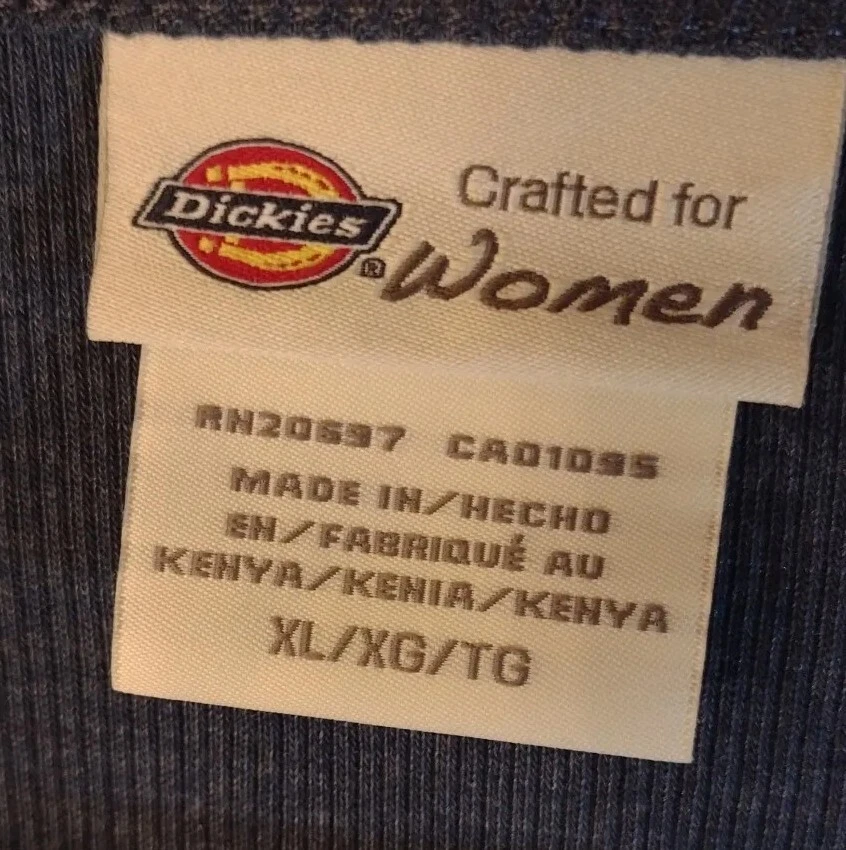 Dickies®
Crafted for
Women
RN20697 CA01095
MADE IN/HECHO
EN/FABRIQUÉ AU
KENYA/KENIA/KENYA
XL/XG/TG